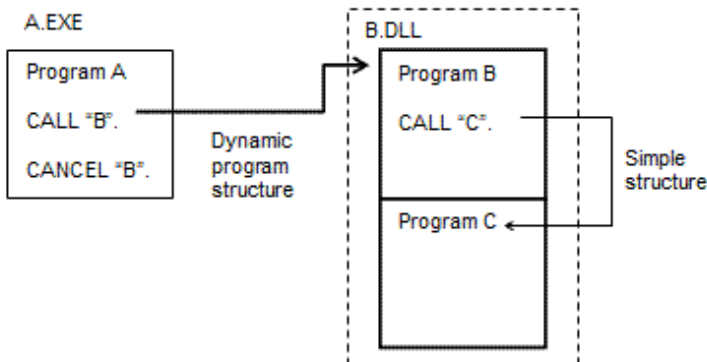 A.EXE
Program A
CALL “B”.
CANCEL “B”.
Dynamic
program
structure
B.DLL
Program B
CALL “C”.
Program C
Simple
structure